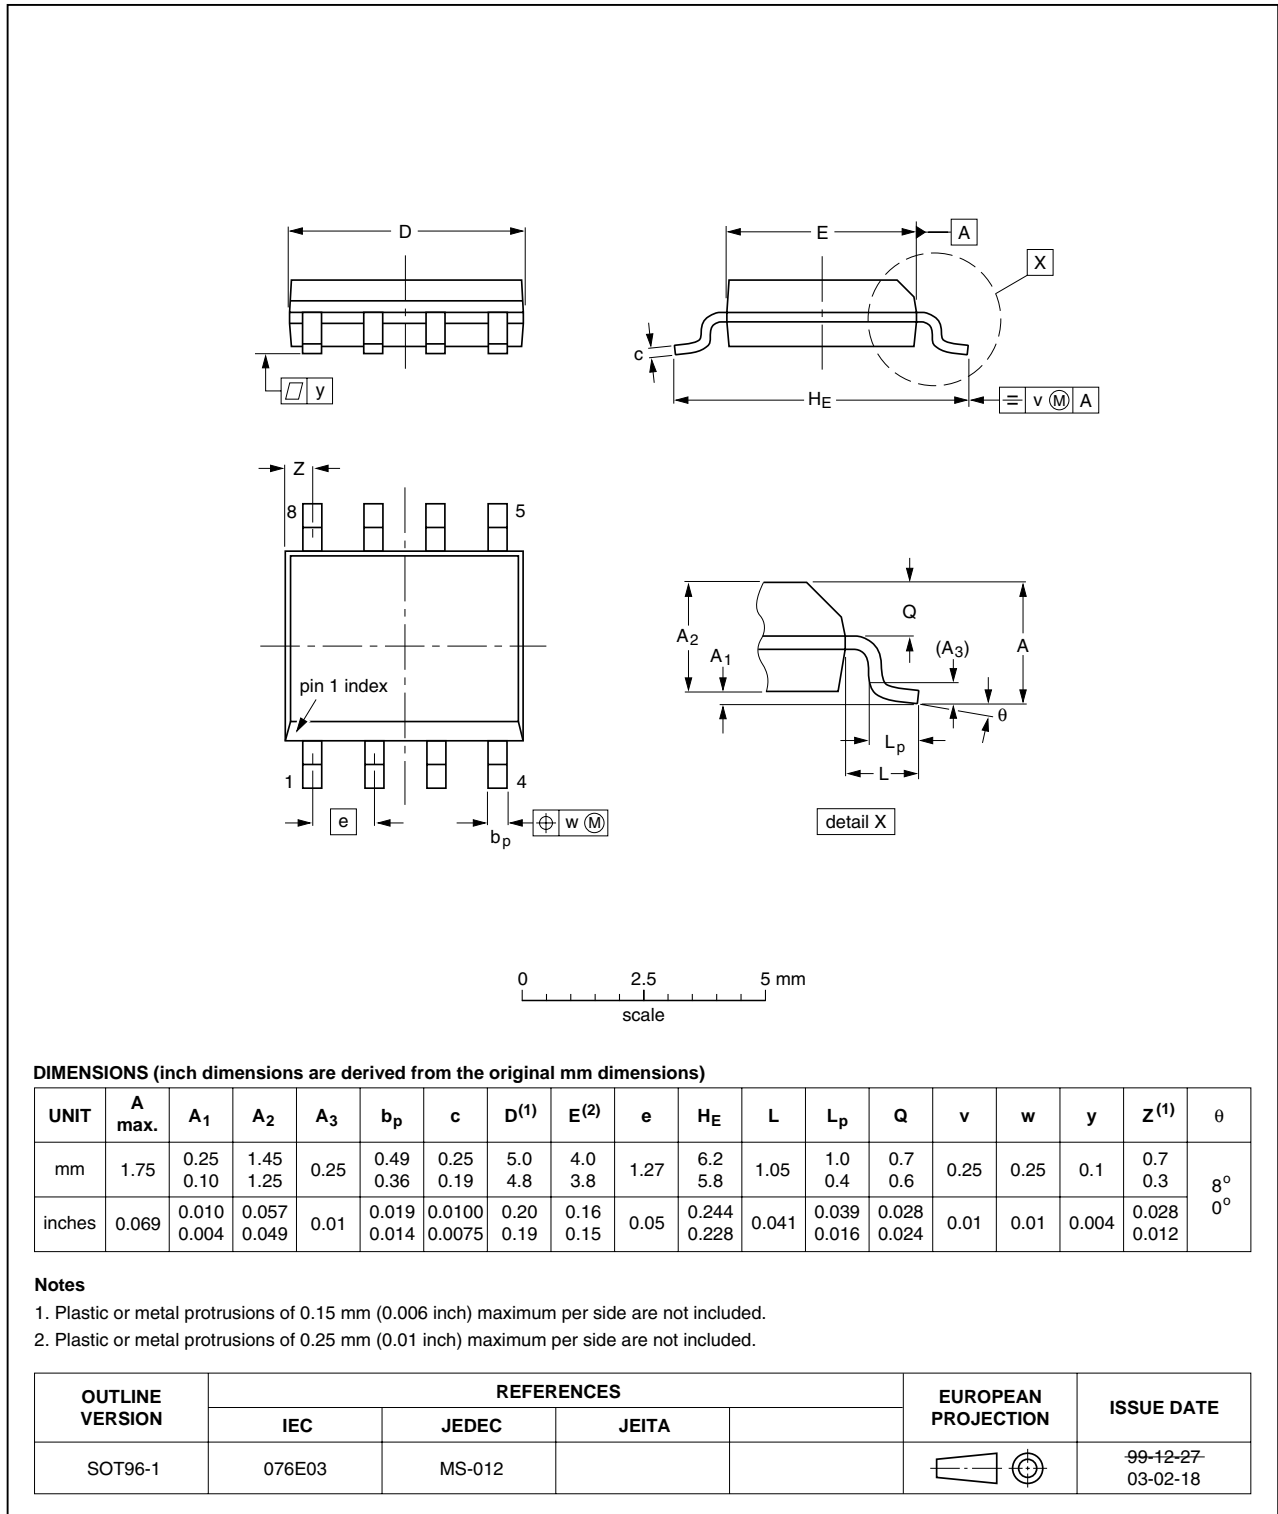 D
E
A
X
c
y
HE
= v M A
Z
8
5
pin 1 index
1
4
e
bp
w M
A2
A1
Q
(A3)
A
θ
Lp
L
detail X
0 2.5 5 mm
scale
DIMENSIONS (inch dimensions are derived from the original mm dimensions)
UNIT A max. A1 A2 A3 bp c D(1) E(2) e HE L Lp Q v w y Z(1) θ
mm 1.75 0.25 0.10 1.45 1.25 0.25 0.49 0.36 0.25 0.19 5.0 4.8 4.0 3.8 1.27 6.2 5.8 1.05 1.0 0.4 0.7 0.6 0.25 0.25 0.1 0.7 0.3 8° 0°
inches 0.069 0.010 0.004 0.057 0.049 0.01 0.019 0.014 0.0100 0.0075 0.20 0.19 0.16 0.15 0.05 0.244 0.228 0.041 0.039 0.016 0.028 0.024 0.01 0.01 0.004 0.028 0.012
Notes
1. Plastic or metal protrusions of 0.15 mm (0.006 inch) maximum per side are not included.
2. Plastic or metal protrusions of 0.25 mm (0.01 inch) maximum per side are not included.
OUTLINE VERSION REFERENCES EUROPEAN PROJECTION ISSUE DATE
IEC JEDEC JEITA
SOT96-1 076E03 MS-012 99-12-27
03-02-18